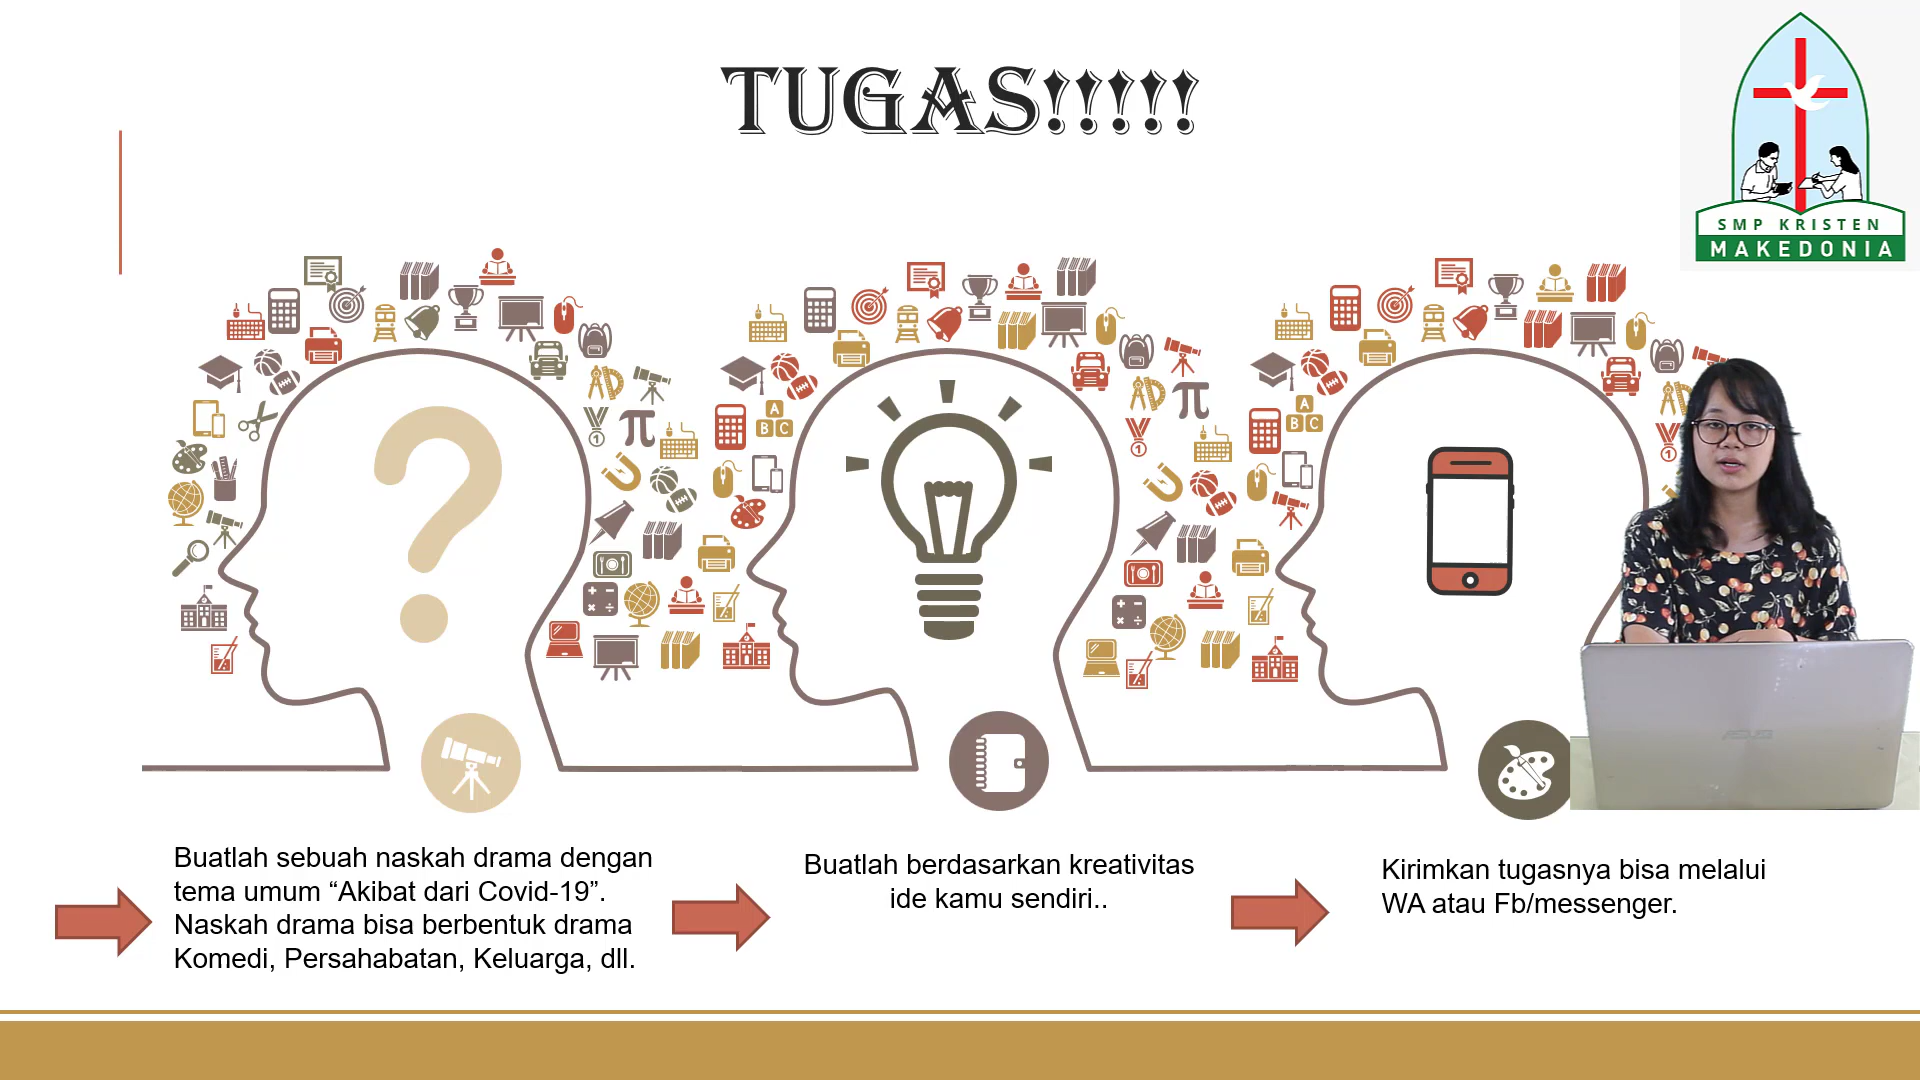 TUGAS!!!!!
SMP KRISTEN
MAKEDONIA
Buatlah sebuah naskah drama dengan
tema umum “Akibat dari Covid-19”.
Naskah drama bisa berbentuk drama
Komedi, Persahabatan, Keluarga, dll.
Buatlah berdasarkan kreativitas
ide kamu sendiri..
Kirimkan tugasnya bisa melalui
WA atau Fb/messenger.
ASUS